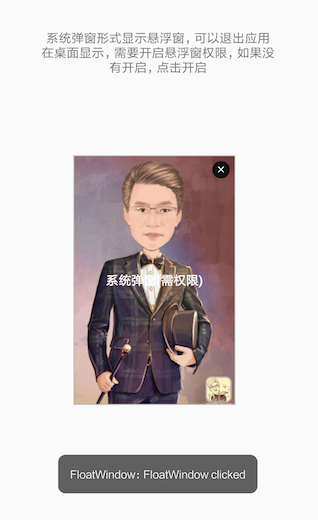 系统弹窗形式显示悬浮窗，可以退出应用
在桌面显示，需要开启悬浮窗权限，如果没
有开启，点击开启
系统弹窗(需权限)
FloatWindow: FloatWindow clicked